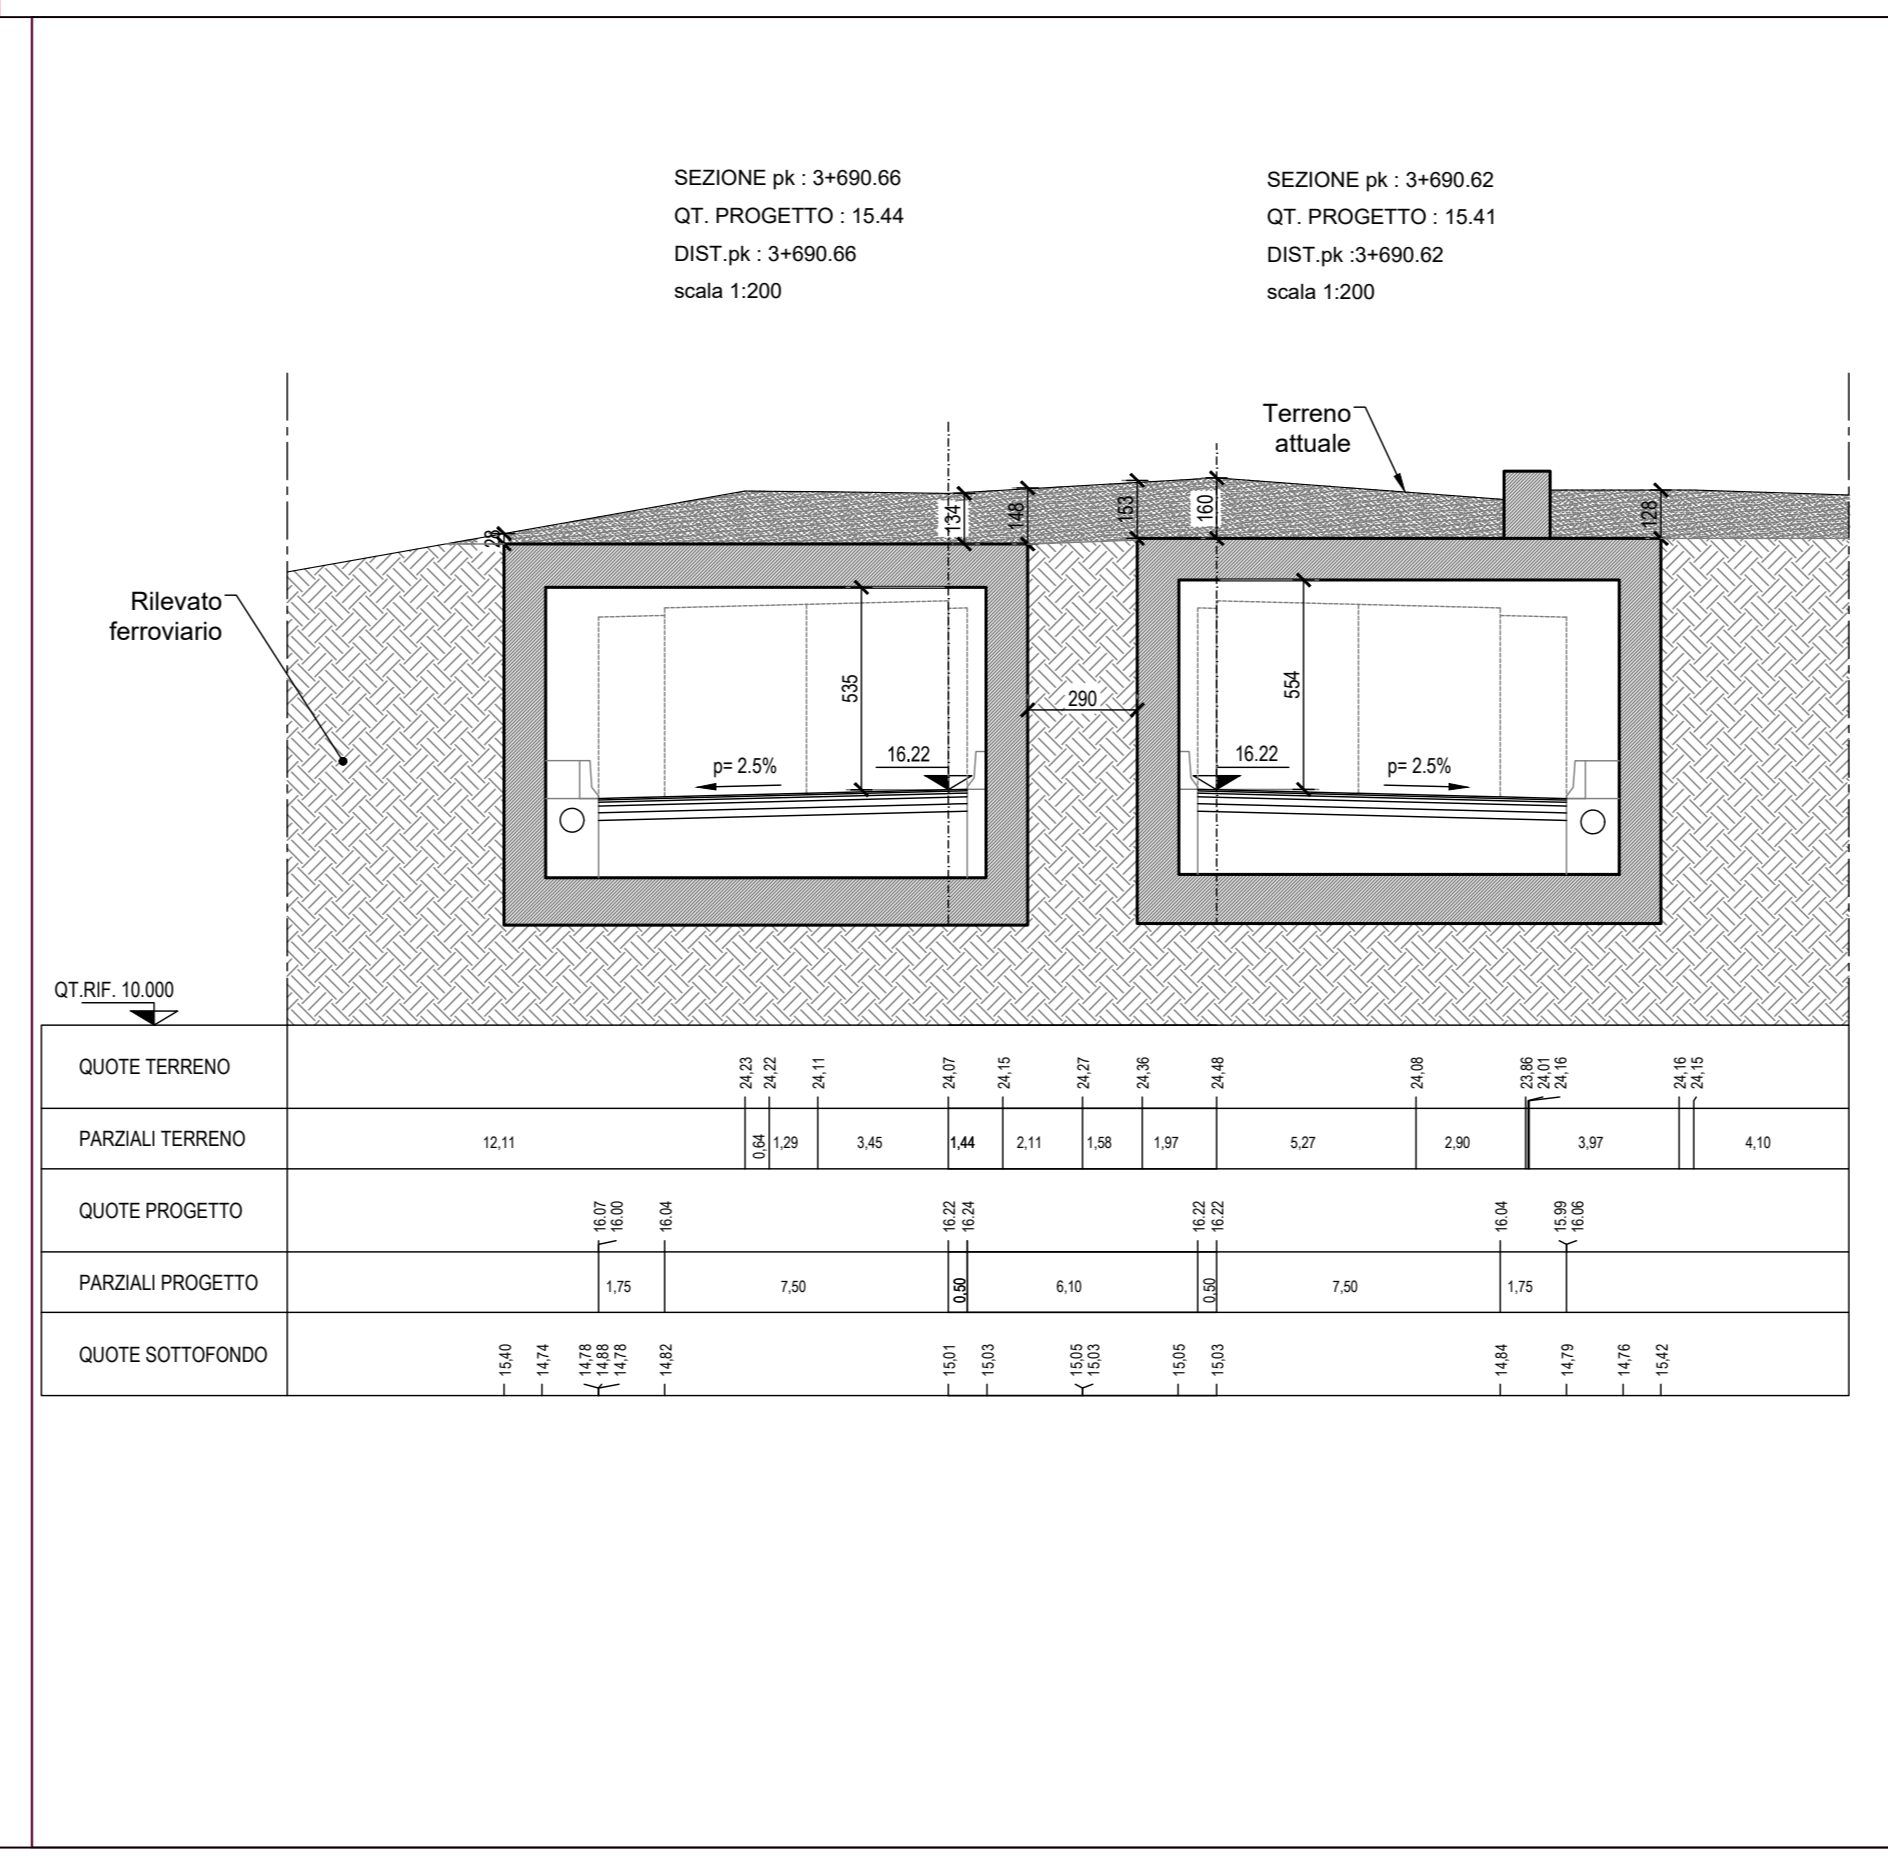 SEZIONE pk : 3+690.66
QT. PROGETTO : 15.44
DIST.pk : 3+690.66
scala 1:200
SEZIONE pk : 3+690.62
QT. PROGETTO : 15.41
DIST.pk :3+690.62
scala 1:200
Terreno
attuale
28
134
148
153
160
128
Rilevato
ferroviario
535
554
290
p= 2.5%
16.22
16.22
p= 2.5%
QT.RIF. 10.000
QUOTE TERRENO
24,23 24,22 24,11 24,07 24,15 24,27 24,36 24,48 24,08 23,86 24,01 24,16 24,16 24,15
PARZIALI TERRENO
12,11 0,64 1,29 3,45 1,44 2,11 1,58 1,97 5,27 2,90 3,97 4,10
QUOTE PROGETTO
16.07 16.00 16.04 16.22 16.24 16.22 16.22 16.04 15.99 16.06
PARZIALI PROGETTO
1,75 7,50 0,50 6,10 0,50 7,50 1,75
QUOTE SOTTOFONDO
15,40 14,74 14,78 14,88 14,78 14,82 15,01 15,03 15,05 15,03 15,05 15,03 14,84 14,79 14,76 15,42